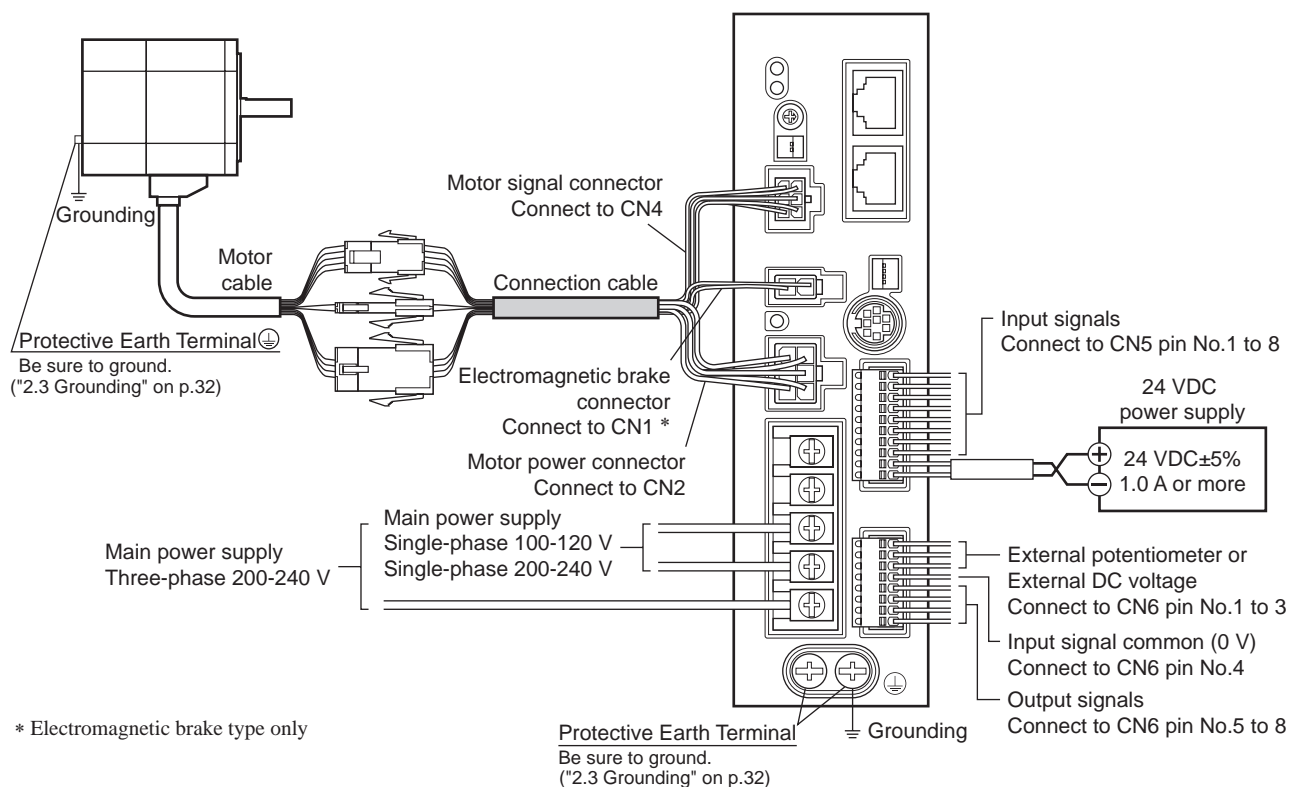 Grounding
Motor
cable
Protective Earth Terminal
Be sure to ground.
("2.3 Grounding" on p.32)
Connection cable
Motor signal connector
Connect to CN4
Electromagnetic brake
connector
Connect to CN1 *
Motor power connector
Connect to CN2
Main power supply
Three-phase 200-240 V
Main power supply
Single-phase 100-120 V
Single-phase 200-240 V
Input signals
Connect to CN5 pin No.1 to 8
24 VDC
power supply
+ 24 VDC±5%
− 1.0 A or more
External potentiometer or
External DC voltage
Connect to CN6 pin No.1 to 3
Input signal common (0 V)
Connect to CN6 pin No.4
Output signals
Connect to CN6 pin No.5 to 8
Protective Earth Terminal
Be sure to ground.
("2.3 Grounding" on p.32)
Grounding
* Electromagnetic brake type only